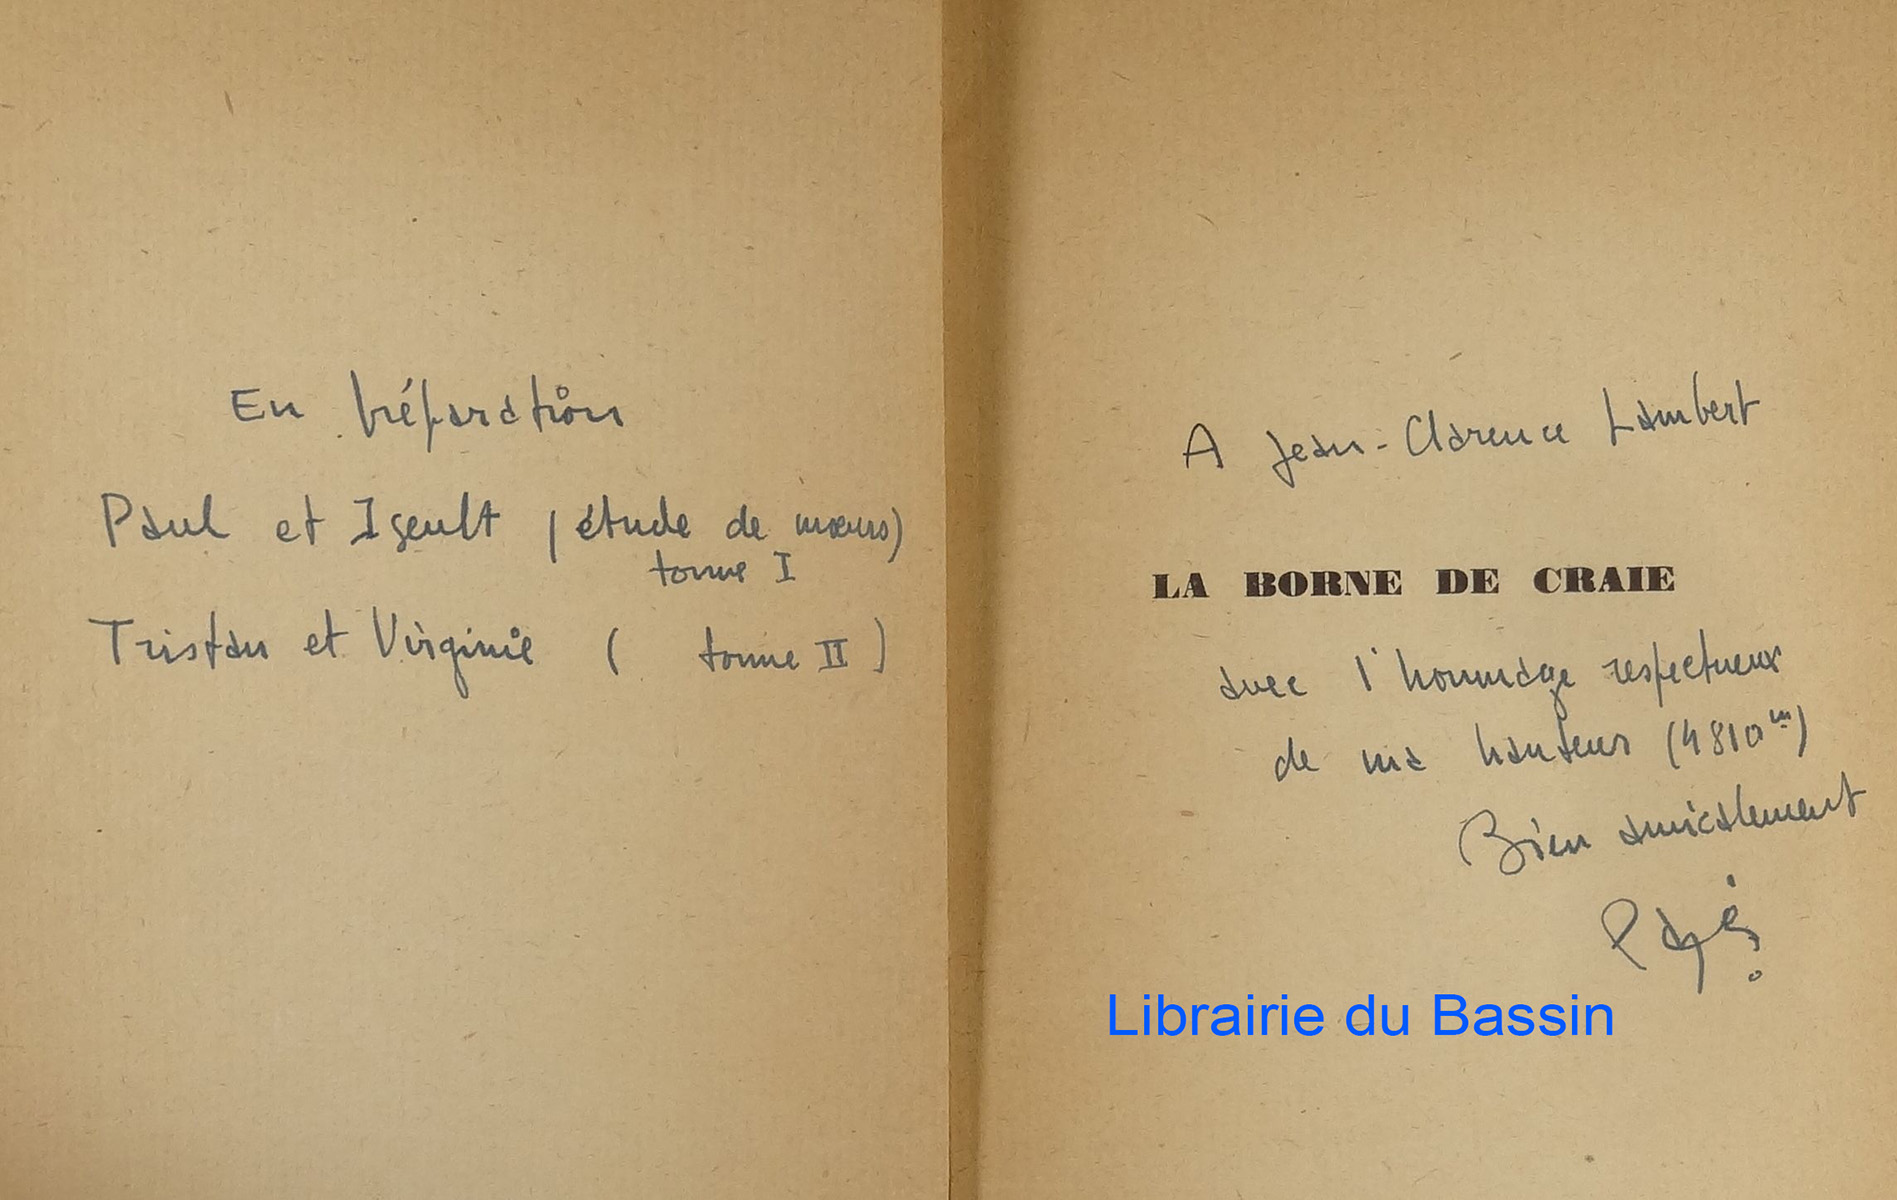 En préparation
Paul et Iseult (étude de mœurs)
tome I
Tristan et Virginie ( tome II )
A Jean-Clarence Lambert
LA BORNE DE CRAIE
avec l'hommage respectueux
de ma hauteur (4810m)
Bien amicalement
Librairie du Bassin